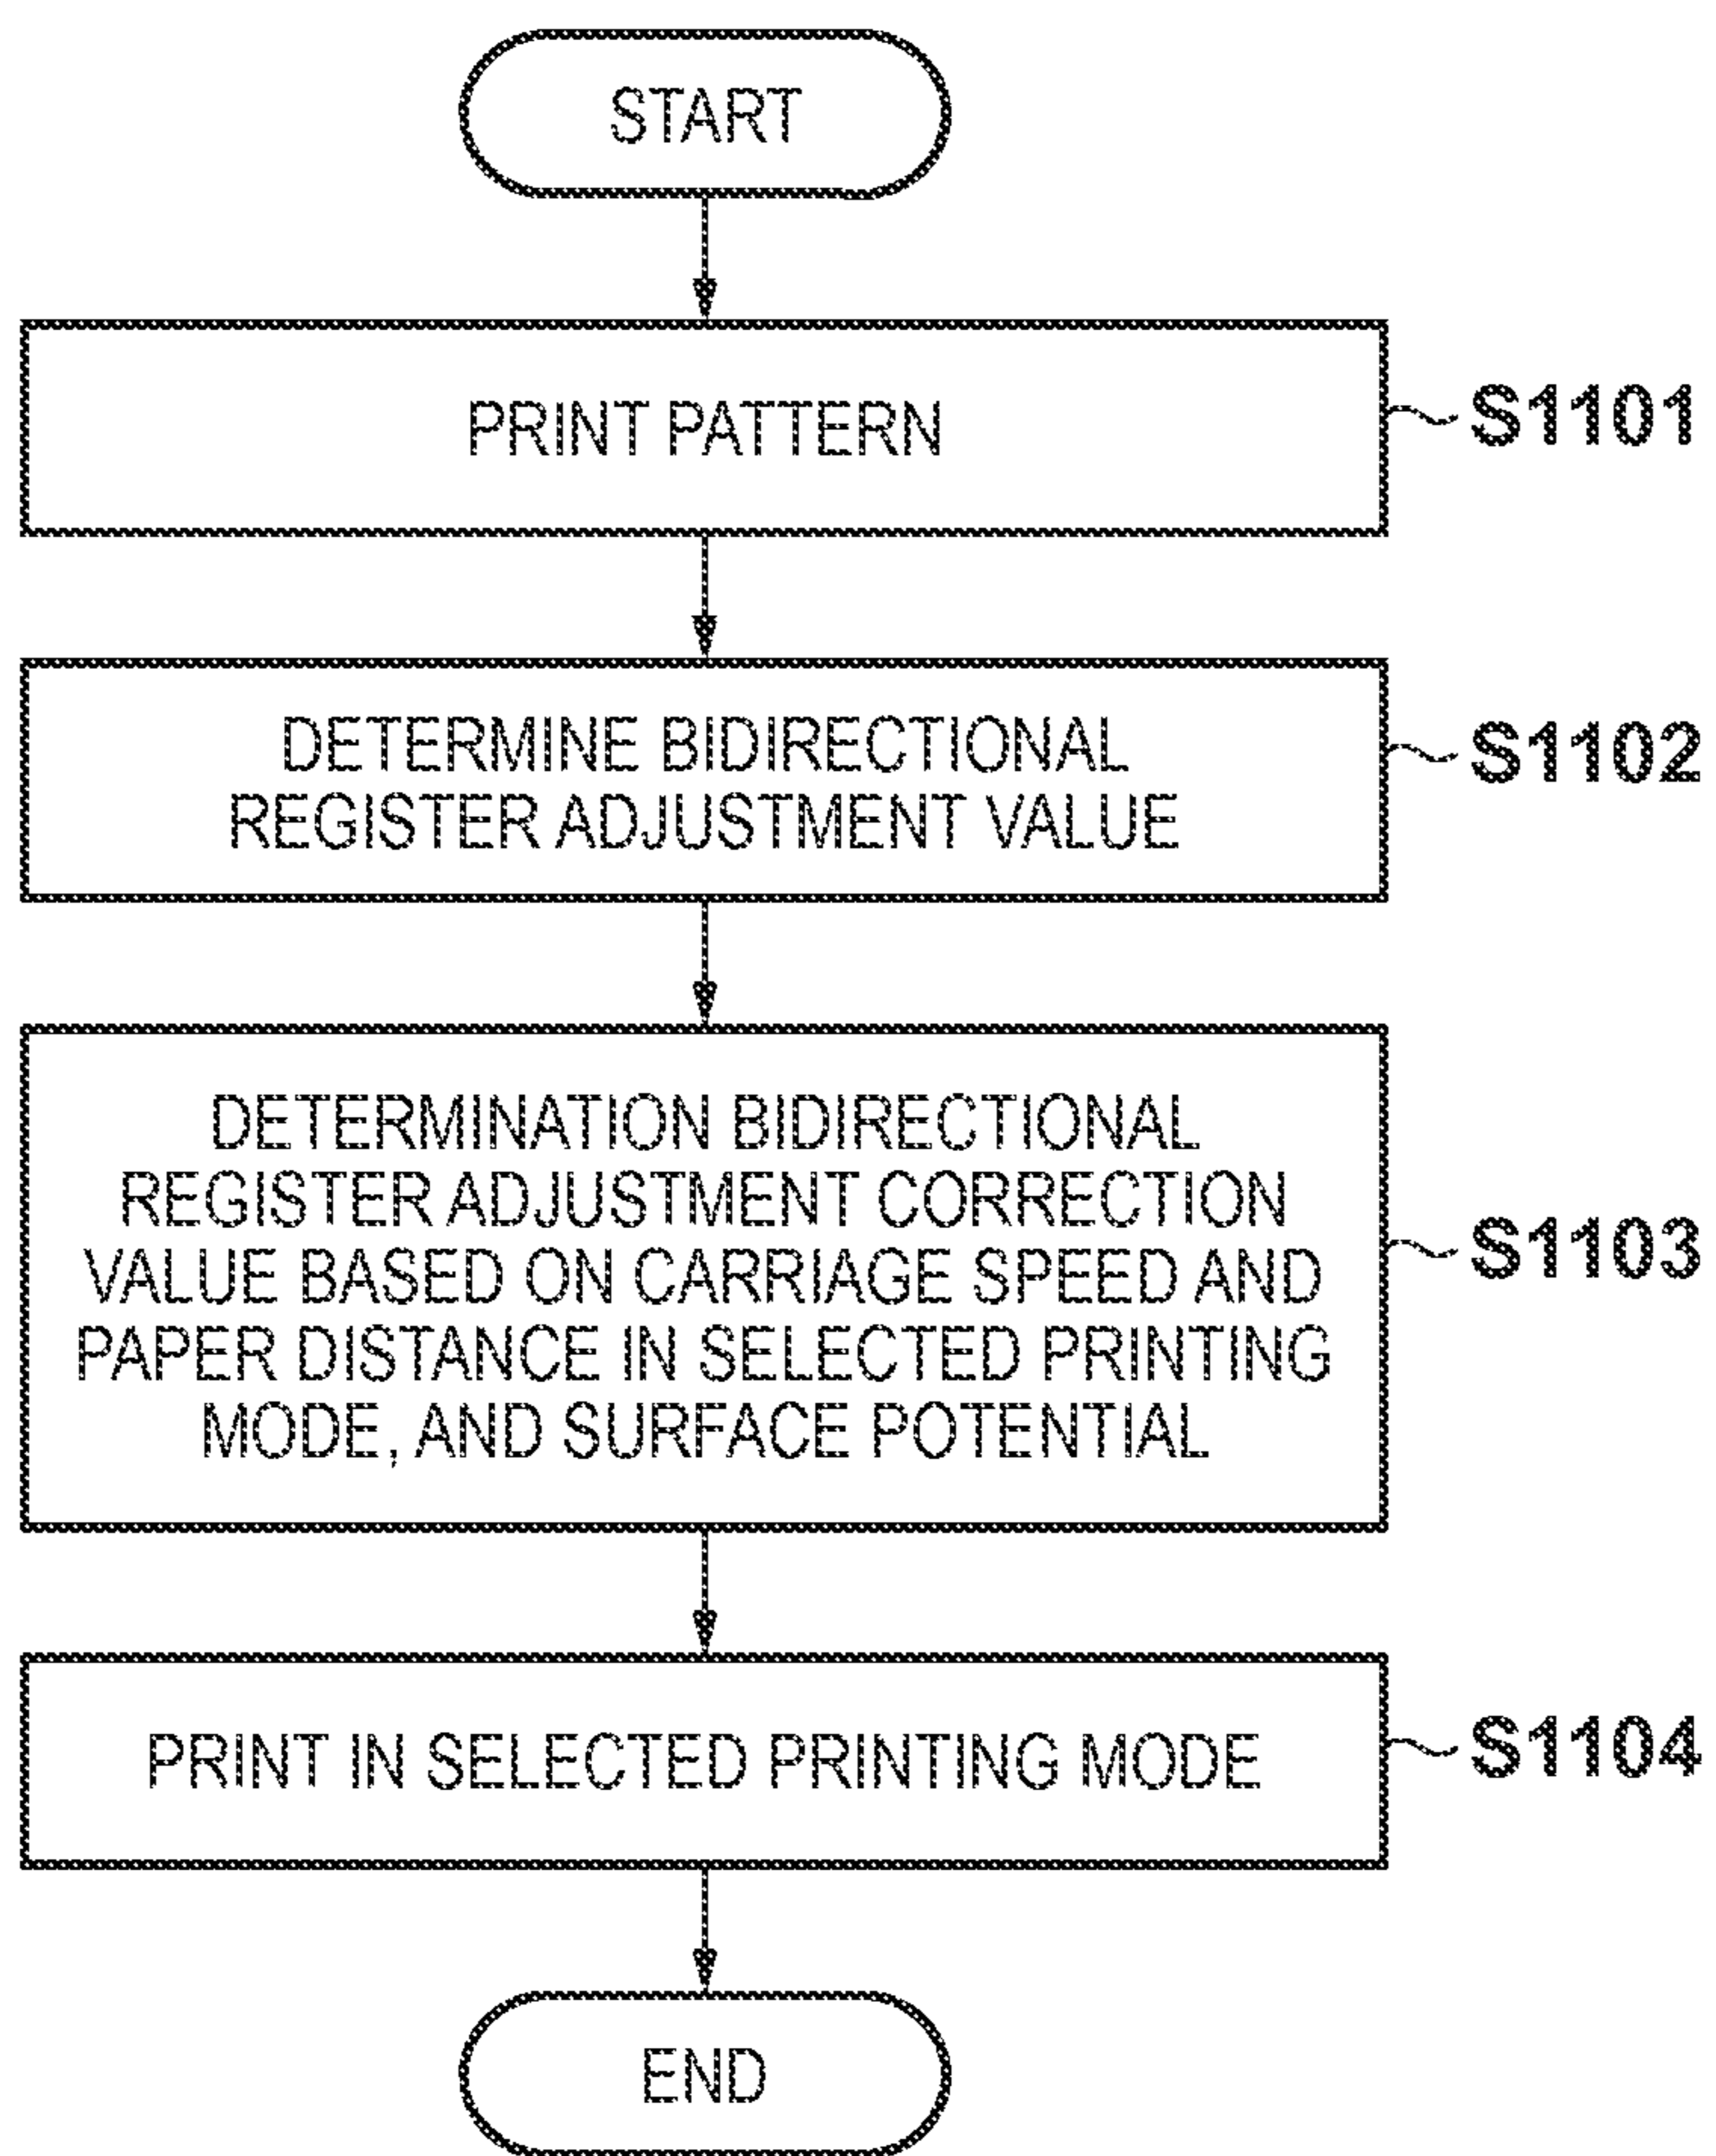 START
PRINT PATTERN
S1101
DETERMINE BIDIRECTIONAL
REGISTER ADJUSTMENT VALUE
S1102
DETERMINATION BIDIRECTIONAL
REGISTER ADJUSTMENT CORRECTION
VALUE BASED ON CARRIAGE SPEED AND
PAPER DISTANCE IN SELECTED PRINTING
MODE, AND SURFACE POTENTIAL
S1103
PRINT IN SELECTED PRINTING MODE
S1104
END